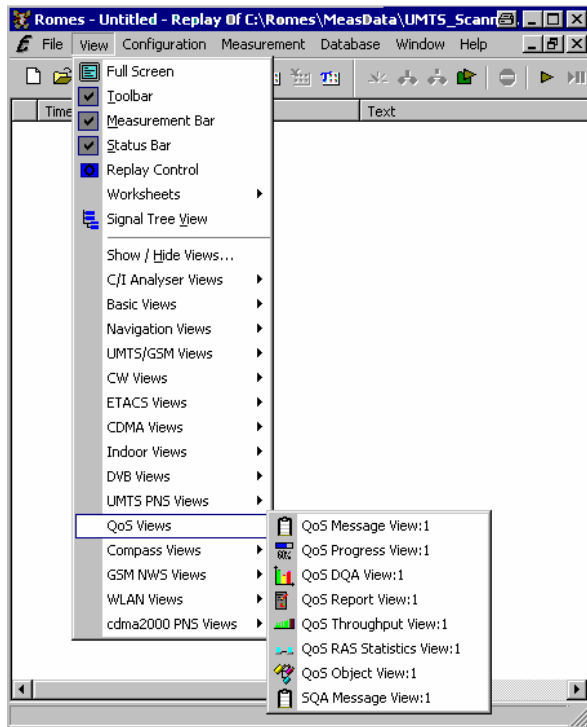 Romes - Untitled - Replay Of C:\Romes\MeasData\UMTS_Scann
File View Configuration Measurement Database Window Help
Time
Text
Full Screen
Toolbar
Measurement Bar
Status Bar
Replay Control
Worksheets
Signal Tree View
Show / Hide Views...
C/I Analyser Views
Basic Views
Navigation Views
UMTS/GSM Views
CW Views
ETACS Views
CDMA Views
Indoor Views
DVB Views
UMTS PNS Views
QoS Views
Compass Views
GSM NWS Views
WLAN Views
cdma2000 PNS Views
QoS Message View:1
60%
QoS Progress View:1
QoS DQA View:1
QoS Report View:1
QoS Throughput View:1
QoS RAS Statistics View:1
QoS Object View:1
SQA Message View:1